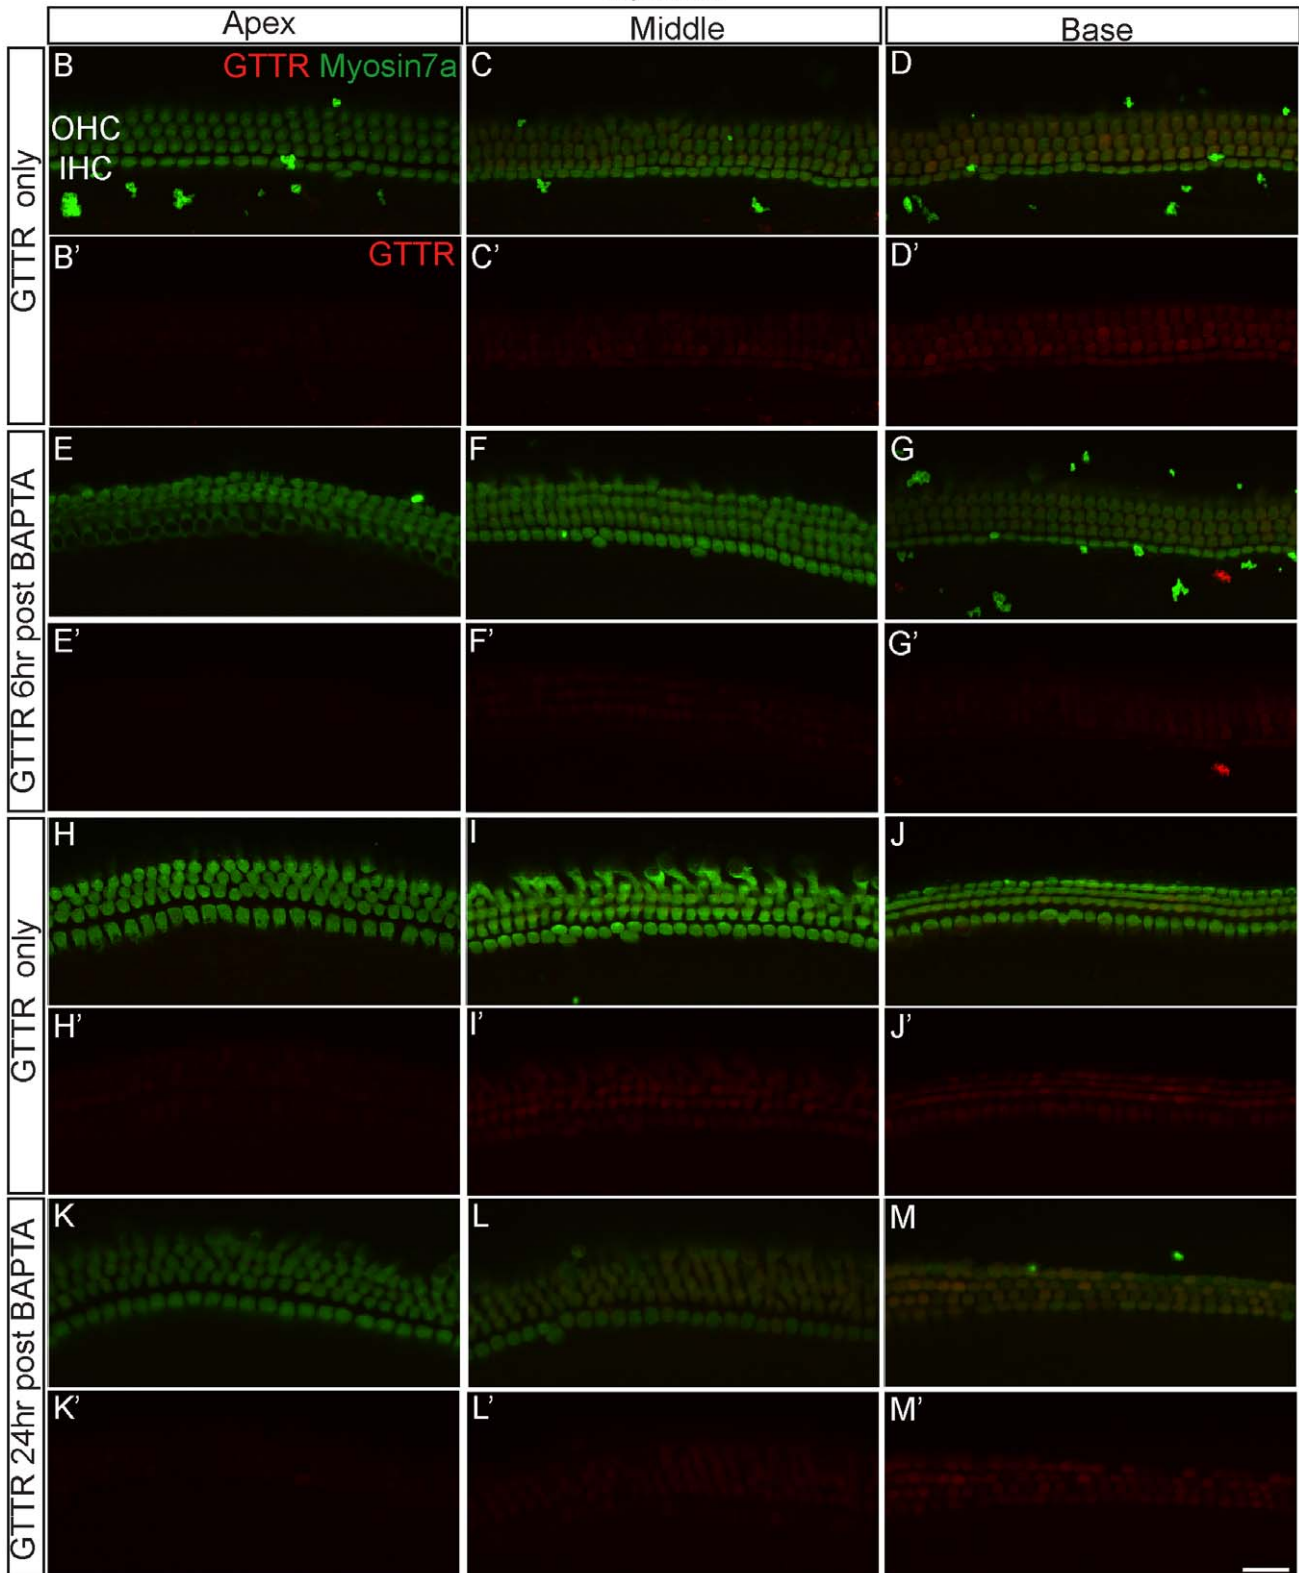 Apex Middle Base
GTTR only
B GTTR Myosin7a C D
OHC
IHC
B' GTTR C' D'
GTTR 6hr post BAPTA
E F G
E' F' G'
GTTR only
H I J
H' I' J'
GTTR 24hr post BAPTA
K L M
K' L' M'